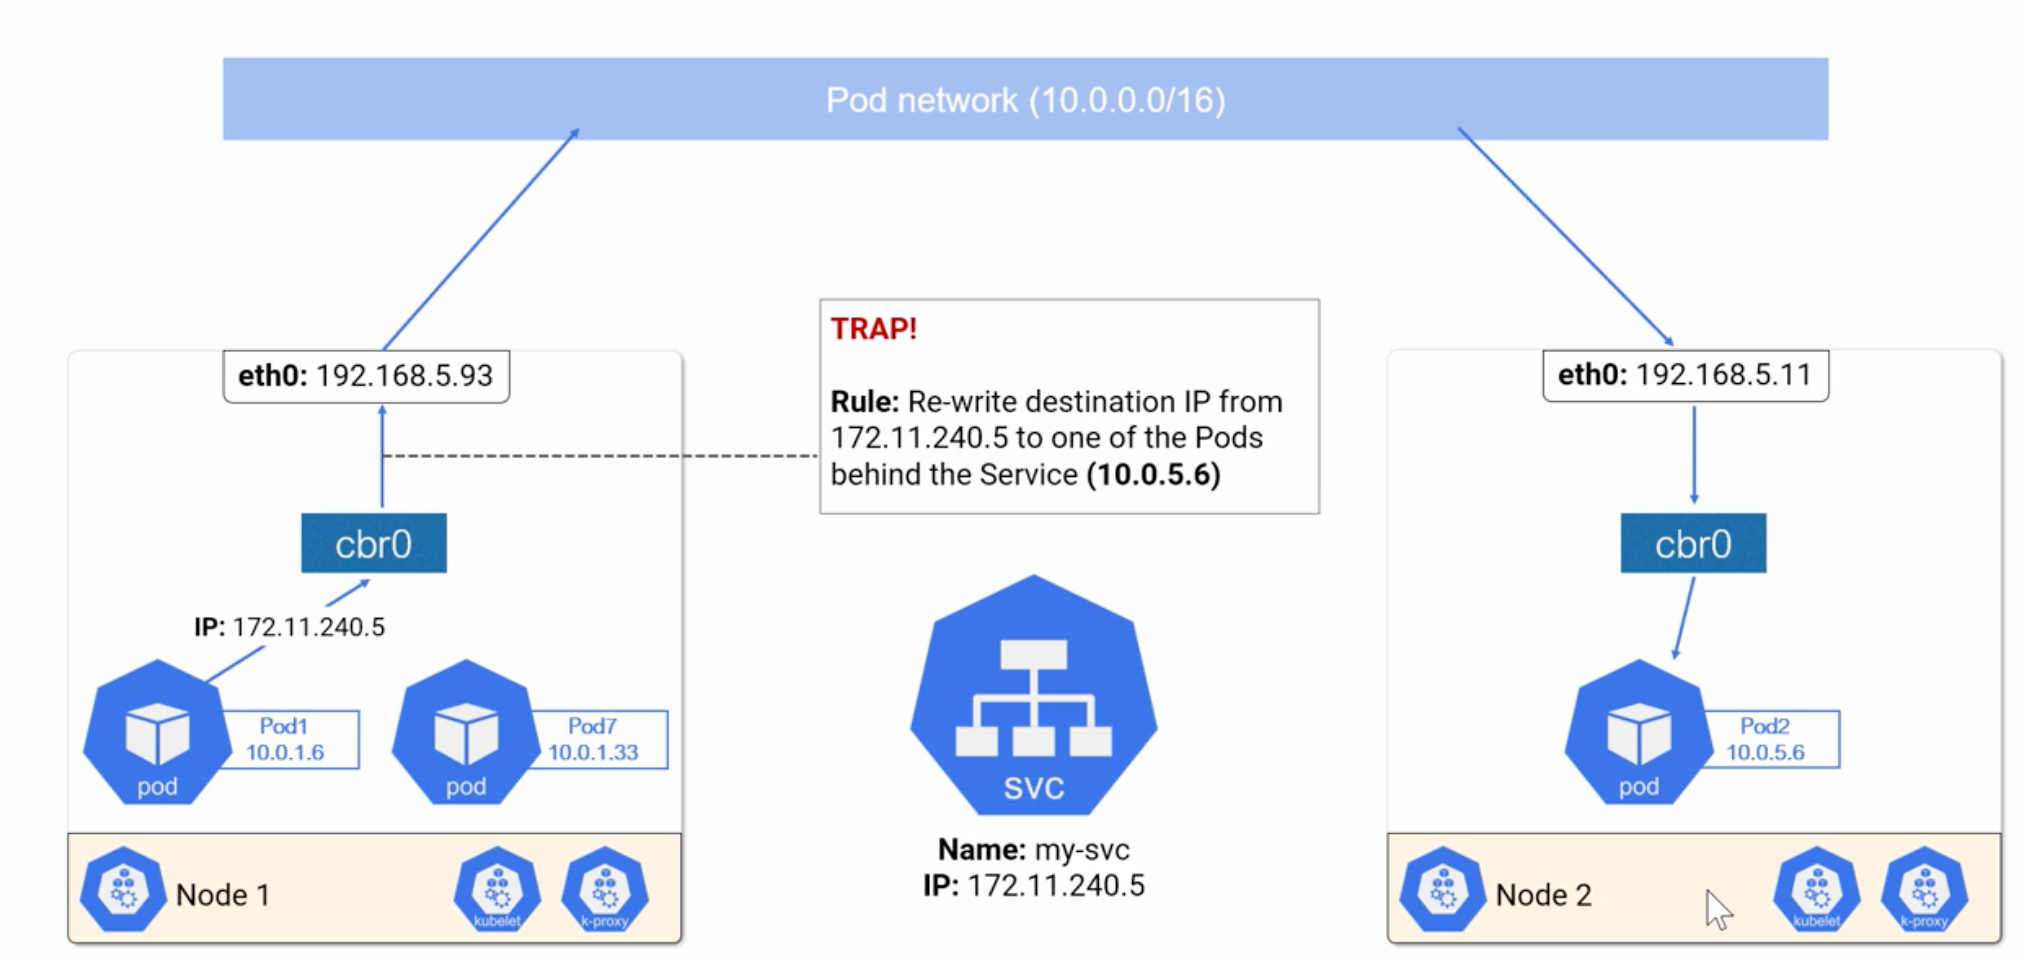 Pod network (10.0.0.0/16)
TRAP!
Rule: Re-write destination IP from
172.11.240.5 to one of the Pods
behind the Service (10.0.5.6)
eth0: 192.168.5.93
cbr0
IP: 172.11.240.5
pod
Pod1
10.0.1.6
pod
Pod7
10.0.1.33
Node 1
kubelet
k-proxy
svc
Name: my-svc
IP: 172.11.240.5
eth0: 192.168.5.11
cbr0
pod
Pod2
10.0.5.6
Node 2
kubelet
k-proxy